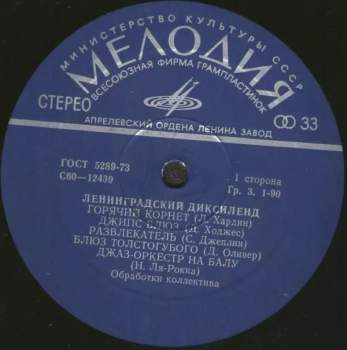 МИНИСТЕРСТВО КУЛЬТУРЫ СССР
МЕЛОДИЯ
ВСЕСОЮЗНАЯ ФИРМА ГРАМПЛАСТИНОК
СТЕРЕО
33
АПРЕЛЕВСКИЙ ОРДЕНА ЛЕНИНА ЗАВОД
ГОСТ 5289-73
С60—12439
1 сторона
Гр. 3. 1-90
ЛЕНИНГРАДСКИЙ ДИКСИЛЕНД
ГОРЯЧИЙ КОРНЕТ (Л. Хардин)
ДЖИПС БЛЮЗ (Д. Ходжес)
РАЗВЛЕКАТЕЛЬ (С. Джеплин)
БЛЮЗ ТОЛСТОГУБОГО (Д. Оливер)
ДЖАЗ-ОРКЕСТР НА БАЛУ
(Н. Ля-Рокка)
Обработки коллектива